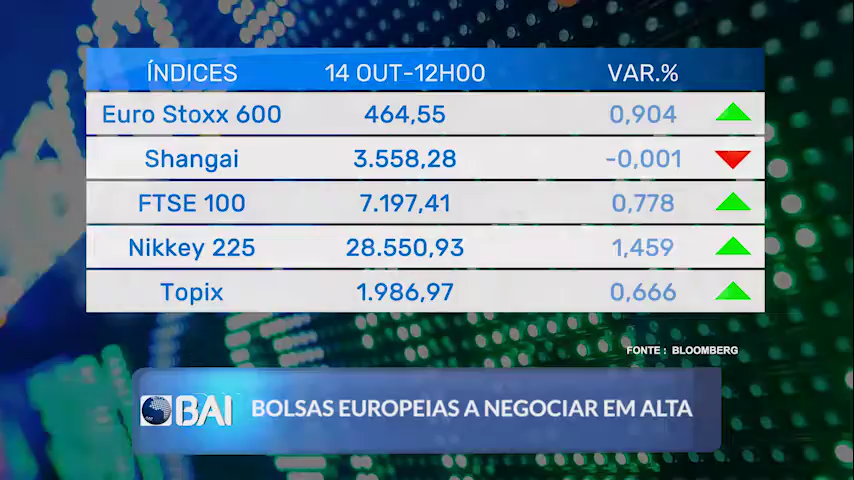 ÍNDICES 14 OUT-12H00 VAR.%
Euro Stoxx 600 464,55 0,904
Shangai 3.558,28 -0,001
FTSE 100 7.197,41 0,778
Nikkey 225 28.550,93 1,459
Topix 1.986,97 0,666
FONTE : BLOOMBERG
BAI BOLSAS EUROPEIAS A NEGOCIAR EM ALTA